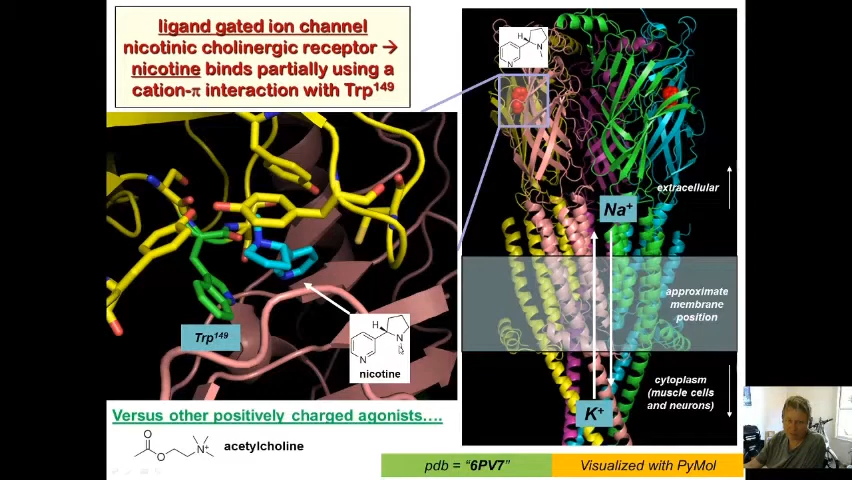 ligand gated ion channel
nicotinic cholinergic receptor →
nicotine binds partially using a
cation-π interaction with Trp¹⁴⁹
H
N
N
extracellular
Na⁺
approximate
membrane
position
Trp¹⁴⁹
H
N
N
nicotine
cytoplasm
(muscle cells
and neurons)
K⁺
Versus other positively charged agonists....
O
O
N⁺
acetylcholine
pdb = "6PV7"
Visualized with PyMol